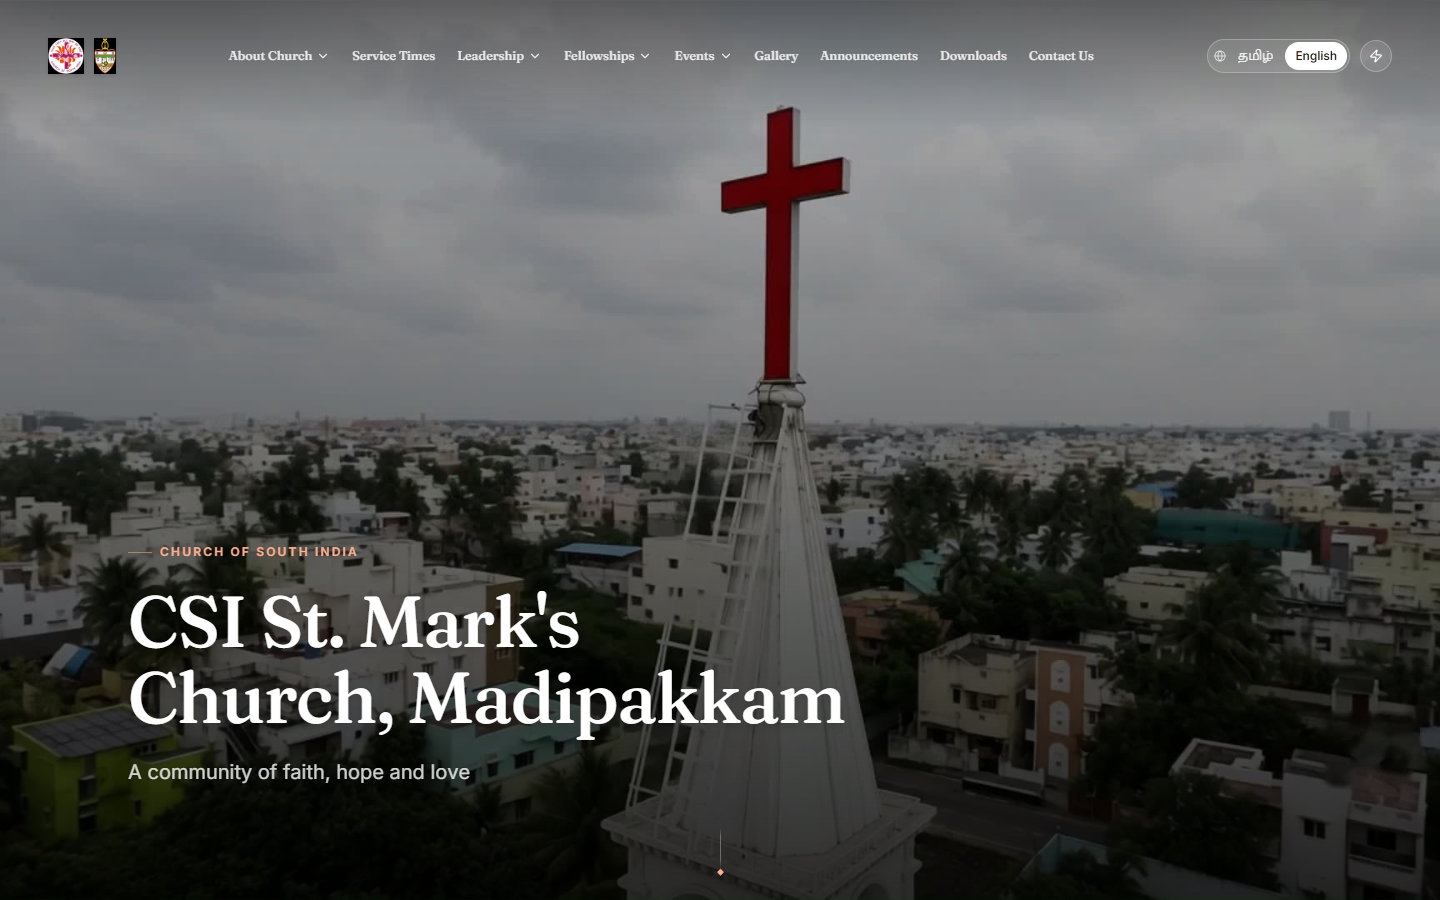 About Church
Service Times
Leadership
Fellowships
Events
Gallery
Announcements
Downloads
Contact Us
தமிழ்
English
CHURCH OF SOUTH INDIA
CSI St. Mark's
Church, Madipakkam
A community of faith, hope and love